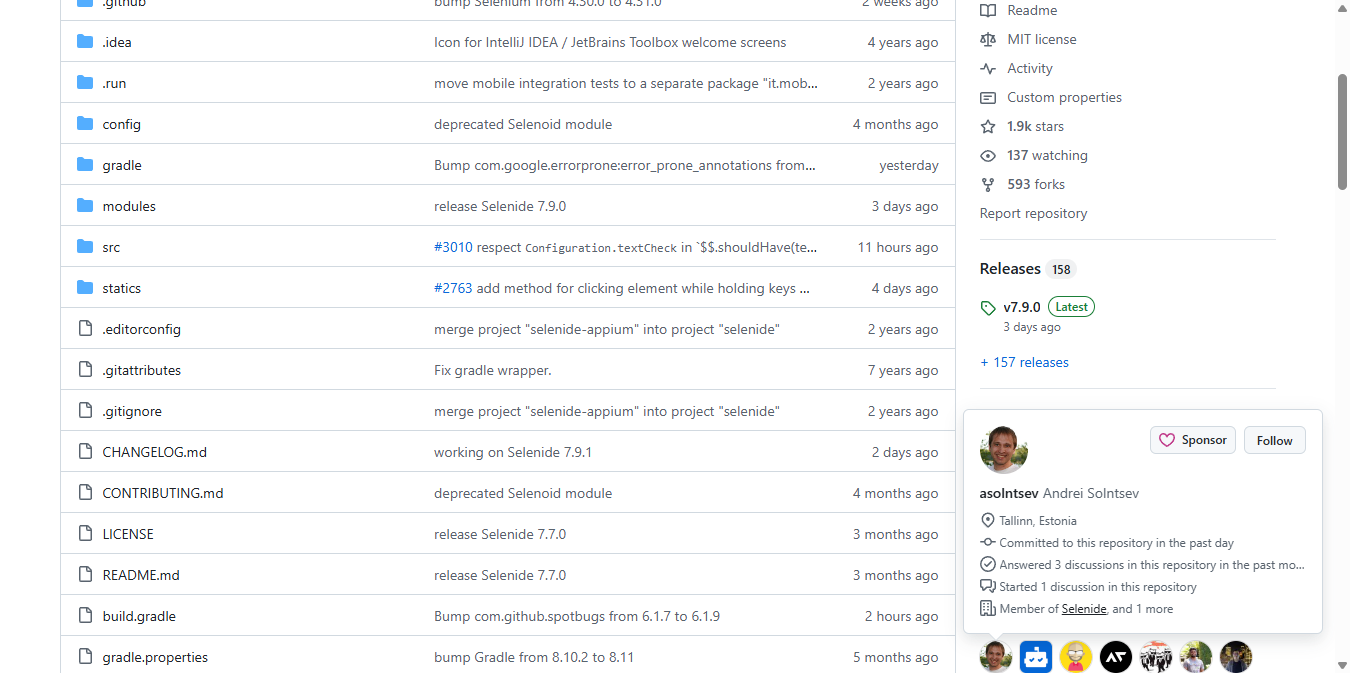 .github bump Selenium from 4.30.0 to 4.31.0 2 weeks ago
.idea Icon for IntelliJ IDEA / JetBrains Toolbox welcome screens 4 years ago
.run move mobile integration tests to a separate package "it.mob... 2 years ago
config deprecated Selenoid module 4 months ago
gradle Bump com.google.errorprone:error_prone_annotations from... yesterday
modules release Selenide 7.9.0 3 days ago
src #3010 respect Configuration.textCheck in `$$.shouldHave(te... 11 hours ago
statics #2763 add method for clicking element while holding keys ... 4 days ago
.editorconfig merge project "selenide-appium" into project "selenide" 2 years ago
.gitattributes Fix gradle wrapper. 7 years ago
.gitignore merge project "selenide-appium" into project "selenide" 2 years ago
CHANGELOG.md working on Selenide 7.9.1 2 days ago
CONTRIBUTING.md deprecated Selenoid module 4 months ago
LICENSE release Selenide 7.7.0 3 months ago
README.md release Selenide 7.7.0 3 months ago
build.gradle Bump com.github.spotbugs from 6.1.7 to 6.1.9 2 hours ago
gradle.properties bump Gradle from 8.10.2 to 8.11 5 months ago
Readme
MIT license
Activity
Custom properties
1.9k stars
137 watching
593 forks
Report repository
Releases 158
v7.9.0 Latest
3 days ago
+ 157 releases
Sponsor Follow
asolntsev Andrei Solntsev
Tallinn, Estonia
Committed to this repository in the past day
Answered 3 discussions in this repository in the past mo...
Started 1 discussion in this repository
Member of Selenide, and 1 more